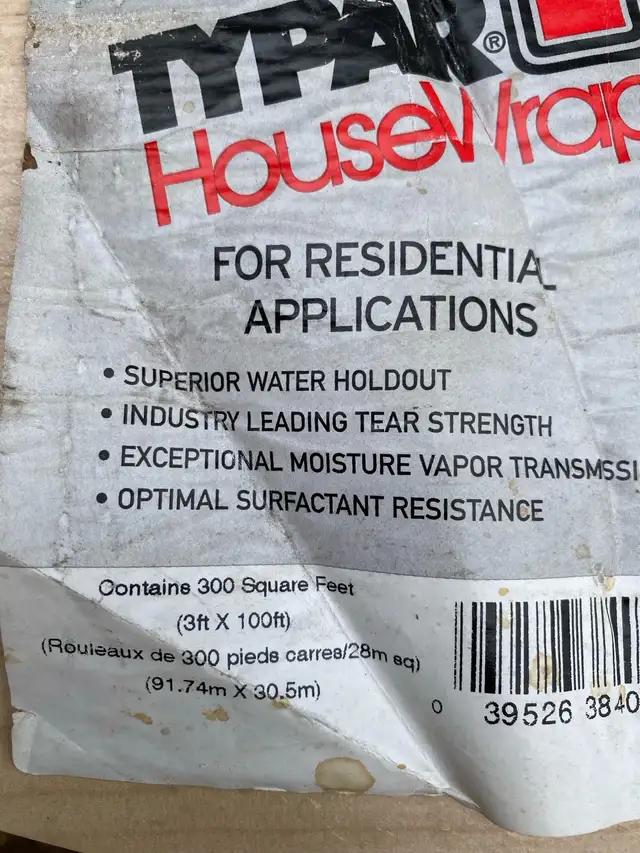 TYPAR®
HouseWrap
FOR RESIDENTIAL
APPLICATIONS
• SUPERIOR WATER HOLDOUT
• INDUSTRY LEADING TEAR STRENGTH
• EXCEPTIONAL MOISTURE VAPOR TRANSMSSI
• OPTIMAL SURFACTANT RESISTANCE
Contains 300 Square Feet
(3ft X 100ft)
(Rouleaux de 300 pieds carres/28m sq)
(91.74m X 30.5m)
0 39526 3840